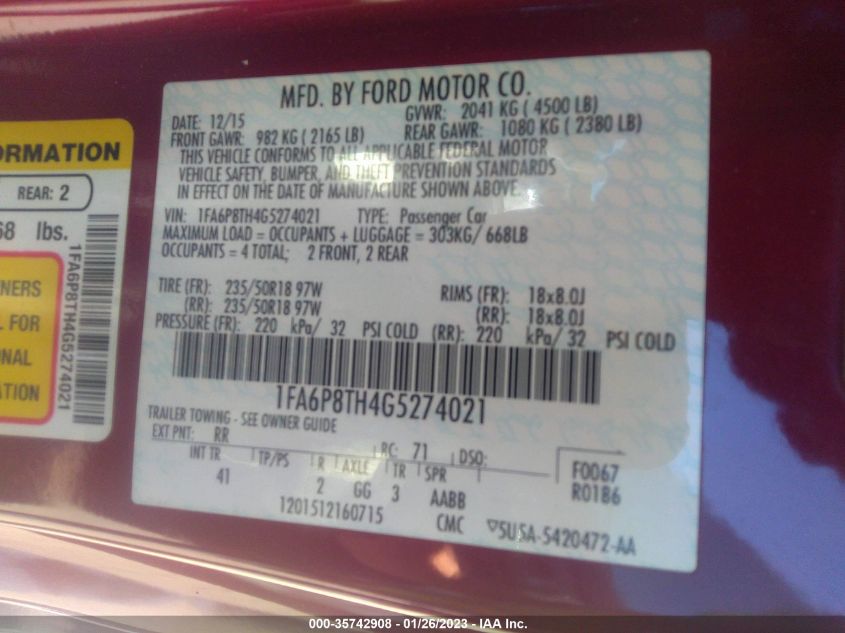 ORMATION
REAR: 2
68 lbs.
NERS
L FOR
NAL
ATION
1FA6P8TH4G5274021
MFD. BY FORD MOTOR CO.
DATE: 12/15 GVWR: 2041 KG ( 4500 LB)
FRONT GAWR: 982 KG ( 2165 LB) REAR GAWR: 1080 KG ( 2380 LB)
THIS VEHICLE CONFORMS TO ALL APPLICABLE FEDERAL MOTOR
VEHICLE SAFETY, BUMPER, AND THEFT PREVENTION STANDARDS
IN EFFECT ON THE DATE OF MANUFACTURE SHOWN ABOVE.
VIN: 1FA6P8TH4G5274021 TYPE: Passenger Car
MAXIMUM LOAD = OCCUPANTS + LUGGAGE = 303KG/ 668LB
OCCUPANTS = 4 TOTAL; 2 FRONT, 2 REAR
TIRE (FR): 235/50R18 97W RIMS (FR): 18x8.0J
(RR): 235/50R18 97W (RR): 18x8.0J
PRESSURE (FR): 220 kPa/ 32 PSI COLD (RR): 220 kPa/ 32 PSI COLD
1FA6P8TH4G5274021
TRAILER TOWING - SEE OWNER GUIDE
EXT PNT: RR RC: 71 DSO:
INT TR TP/PS R AXLE TR SPR F0067
41 2 GG 3 AABB R01B6
1201512160715 CMC 5U5A-5420472-AA
000-35742908 - 01/26/2023 - IAA Inc.